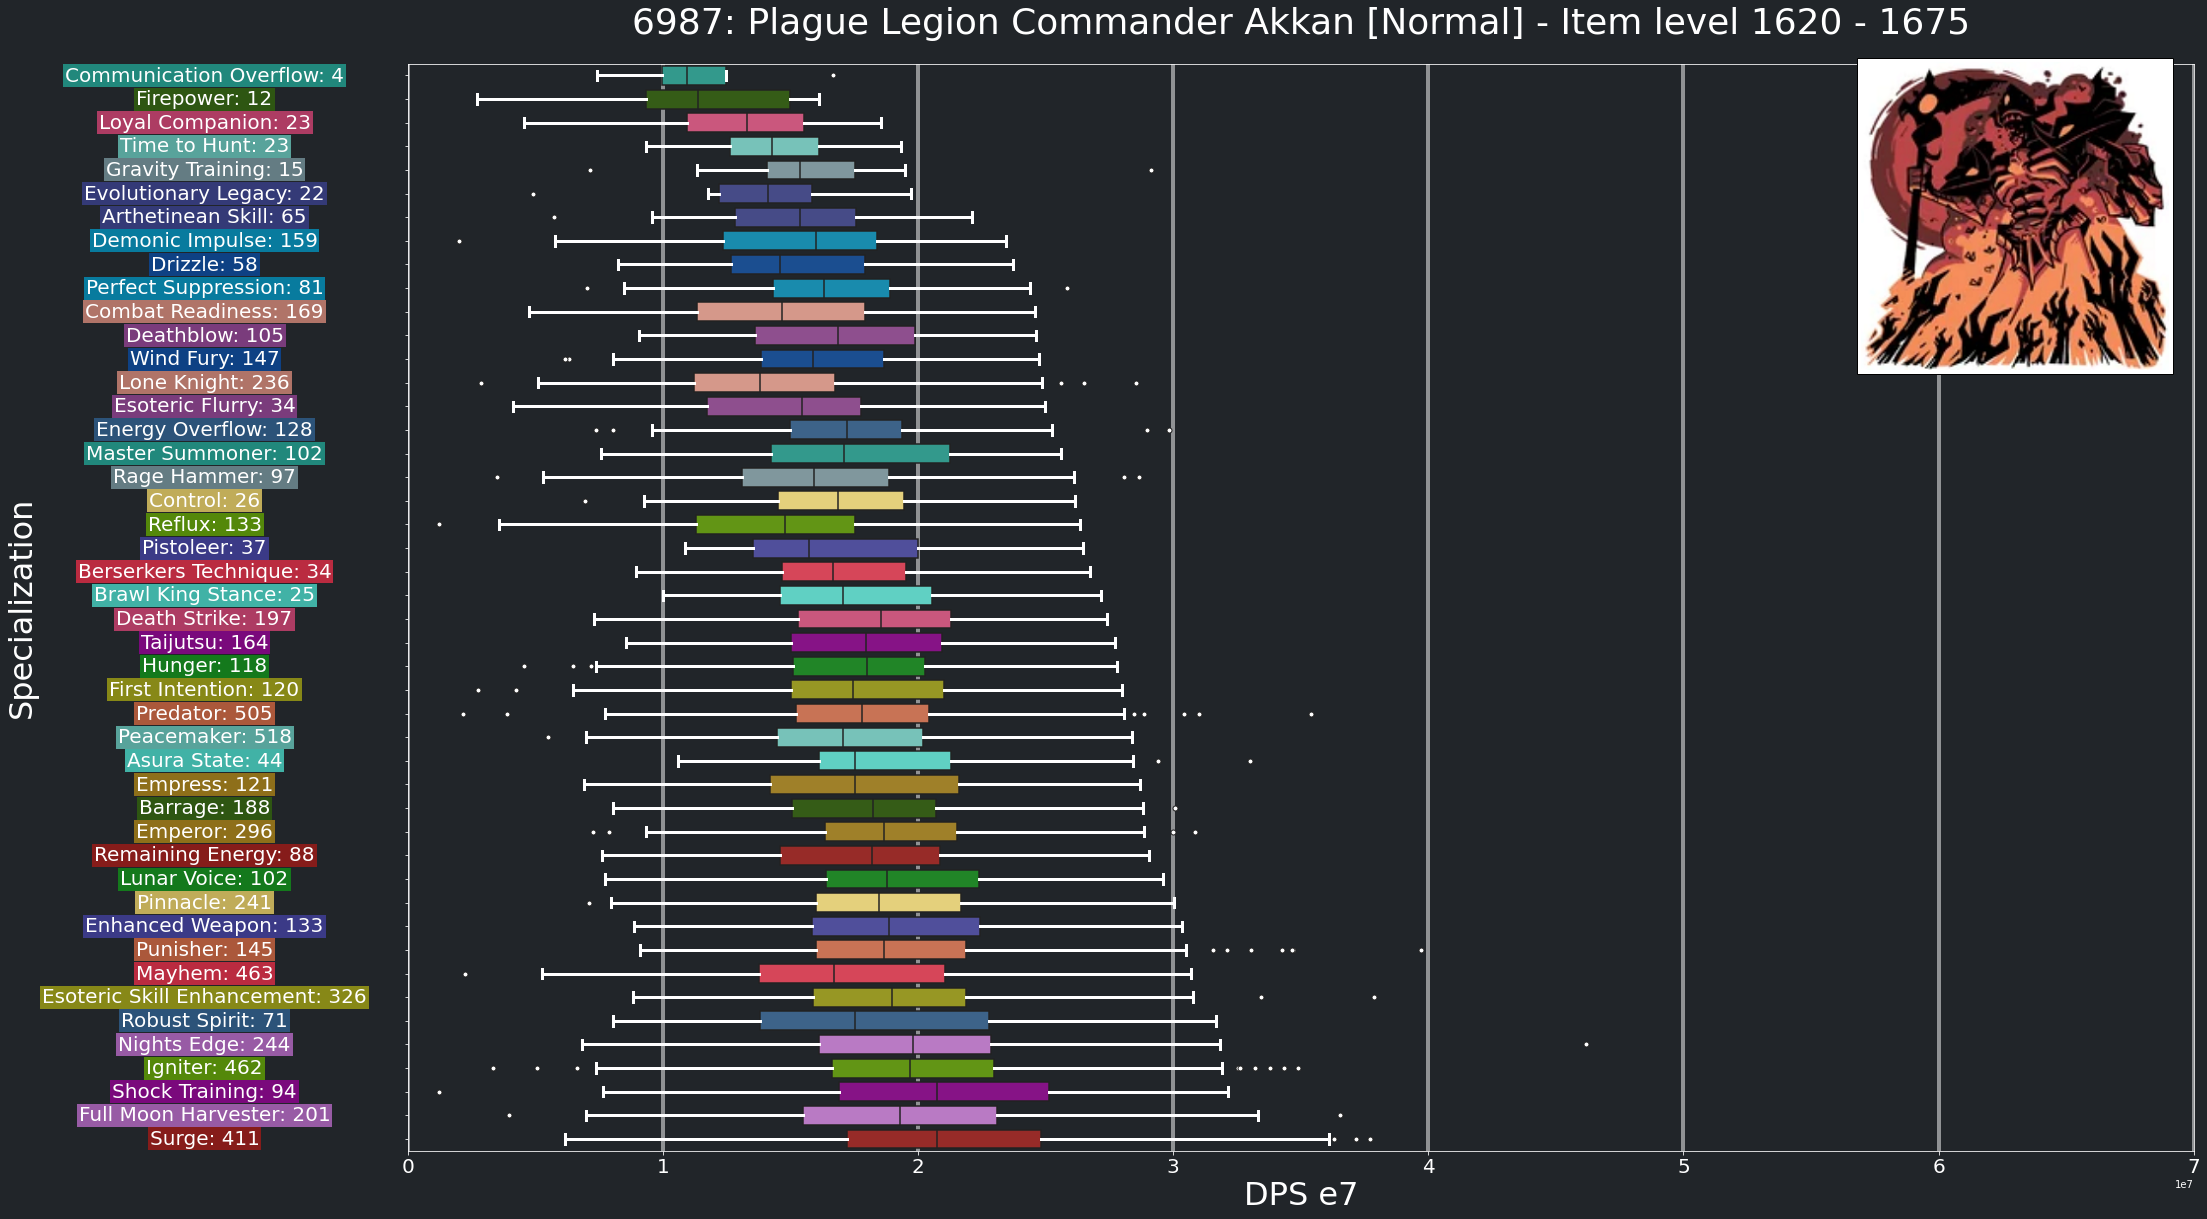 6987: Plague Legion Commander Akkan [Normal] - Item level 1620 - 1675
Communication Overflow: 4
Firepower: 12
Loyal Companion: 23
Time to Hunt: 23
Gravity Training: 15
Evolutionary Legacy: 22
Arthetinean Skill: 65
Demonic Impulse: 159
Drizzle: 58
Perfect Suppression: 81
Combat Readiness: 169
Deathblow: 105
Wind Fury: 147
Lone Knight: 236
Esoteric Flurry: 34
Energy Overflow: 128
Master Summoner: 102
Rage Hammer: 97
Control: 26
Reflux: 133
Pistoleer: 37
Berserkers Technique: 34
Brawl King Stance: 25
Death Strike: 197
Taijutsu: 164
Hunger: 118
First Intention: 120
Predator: 505
Peacemaker: 518
Asura State: 44
Empress: 121
Barrage: 188
Emperor: 296
Remaining Energy: 88
Lunar Voice: 102
Pinnacle: 241
Enhanced Weapon: 133
Punisher: 145
Mayhem: 463
Esoteric Skill Enhancement: 326
Robust Spirit: 71
Nights Edge: 244
Igniter: 462
Shock Training: 94
Full Moon Harvester: 201
Surge: 411
Specialization
0 1 2 3 4 5 6 7
1e7
DPS e7